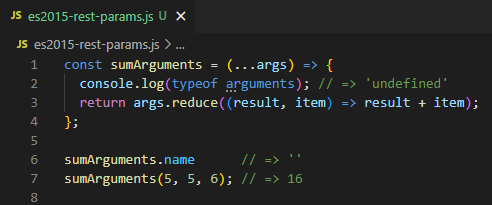 JS es2015-rest-params.js U ×
JS es2015-rest-params.js > ...
1 const sumArguments = (...args) => {
2 console.log(typeof arguments); // => 'undefined'
3 return args.reduce((result, item) => result + item);
4 };
5
6 sumArguments.name // => ''
7 sumArguments(5, 5, 6); // => 16
8